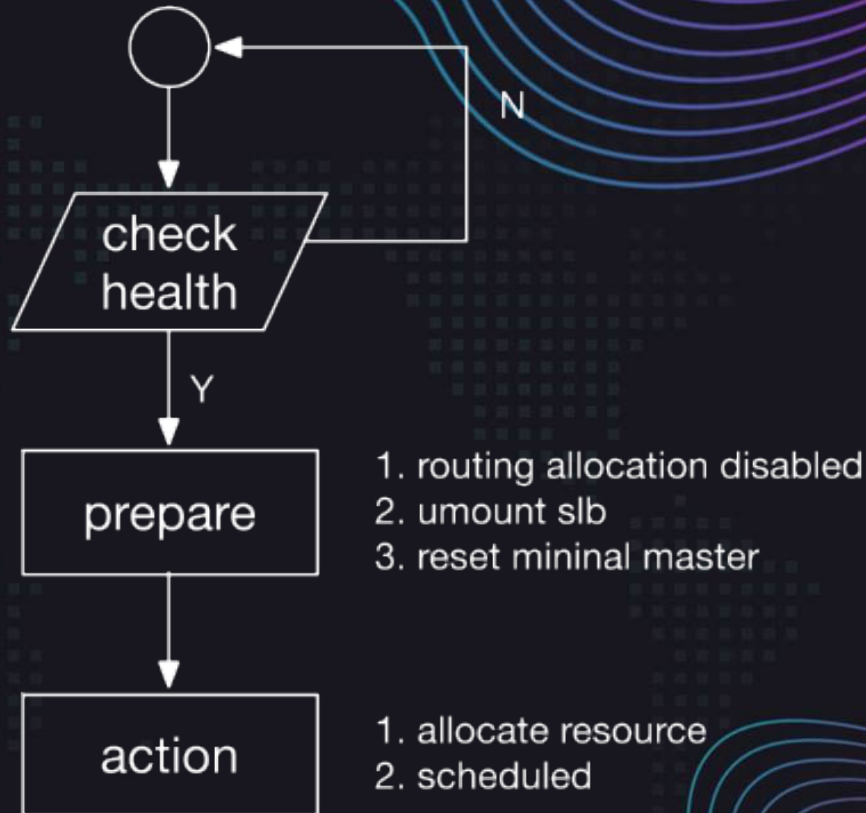 N
check
health
Y
prepare
1. routing allocation disabled
2. umount slb
3. reset mininal master
action
1. allocate resource
2. scheduled